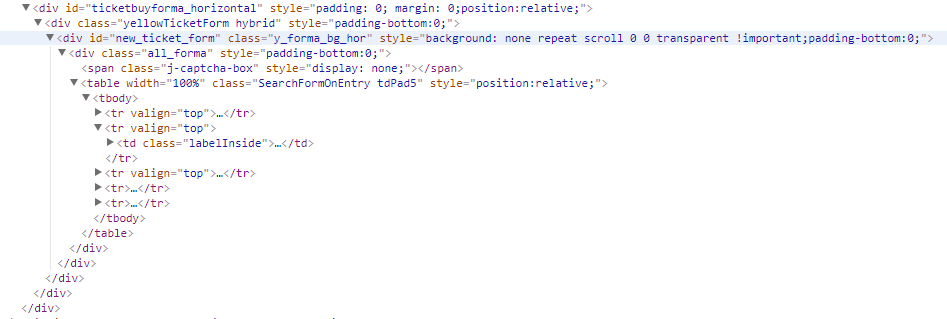 ▼<div id="ticketbuyforma_horizontal" style="padding: 0; margin: 0;position:relative;">
▼<div class="yellowTicketForm hybrid" style="padding-bottom:0;">
▼<div id="new_ticket_form" class="y_forma_bg_hor" style="background: none repeat scroll 0 0 transparent !important;padding-bottom:0;">
▼<div class="all_forma" style="padding-bottom:0;">
<span class="j-captcha-box" style="display: none;"></span>
▼<table width="100%" class="SearchFormOnEntry tdPad5" style="position:relative;">
▼<tbody>
▶<tr valign="top">…</tr>
▼<tr valign="top">
▶<td class="labelInside">…</td>
</tr>
▶<tr valign="top">…</tr>
▶<tr>…</tr>
▶<tr>…</tr>
</tbody>
</table>
</div>
</div>
</div>
</div>
</div>